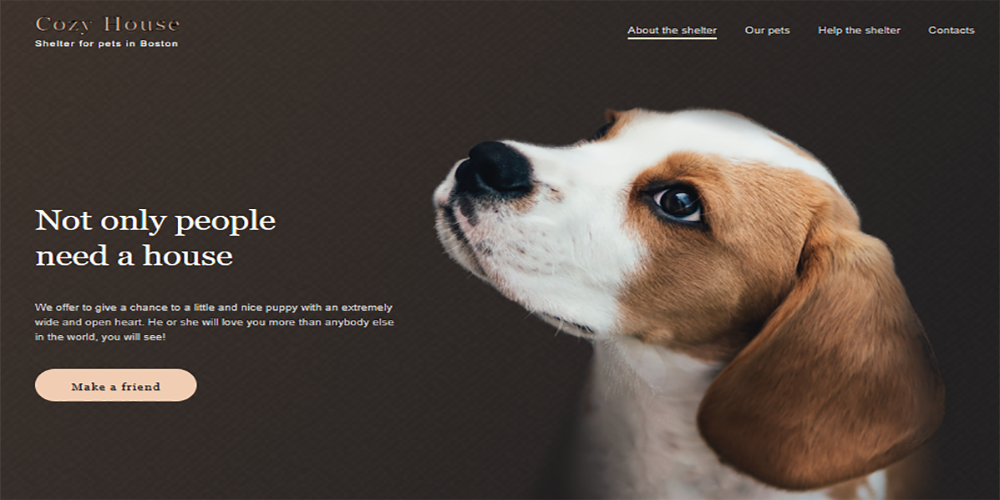 Cozy House
Shelter for pets in Boston
About the shelter
Our pets
Help the shelter
Contacts
Not only people
need a house
We offer to give a chance to a little and nice puppy with an extremely
wide and open heart. He or she will love you more than anybody else
in the world, you will see!
Make a friend